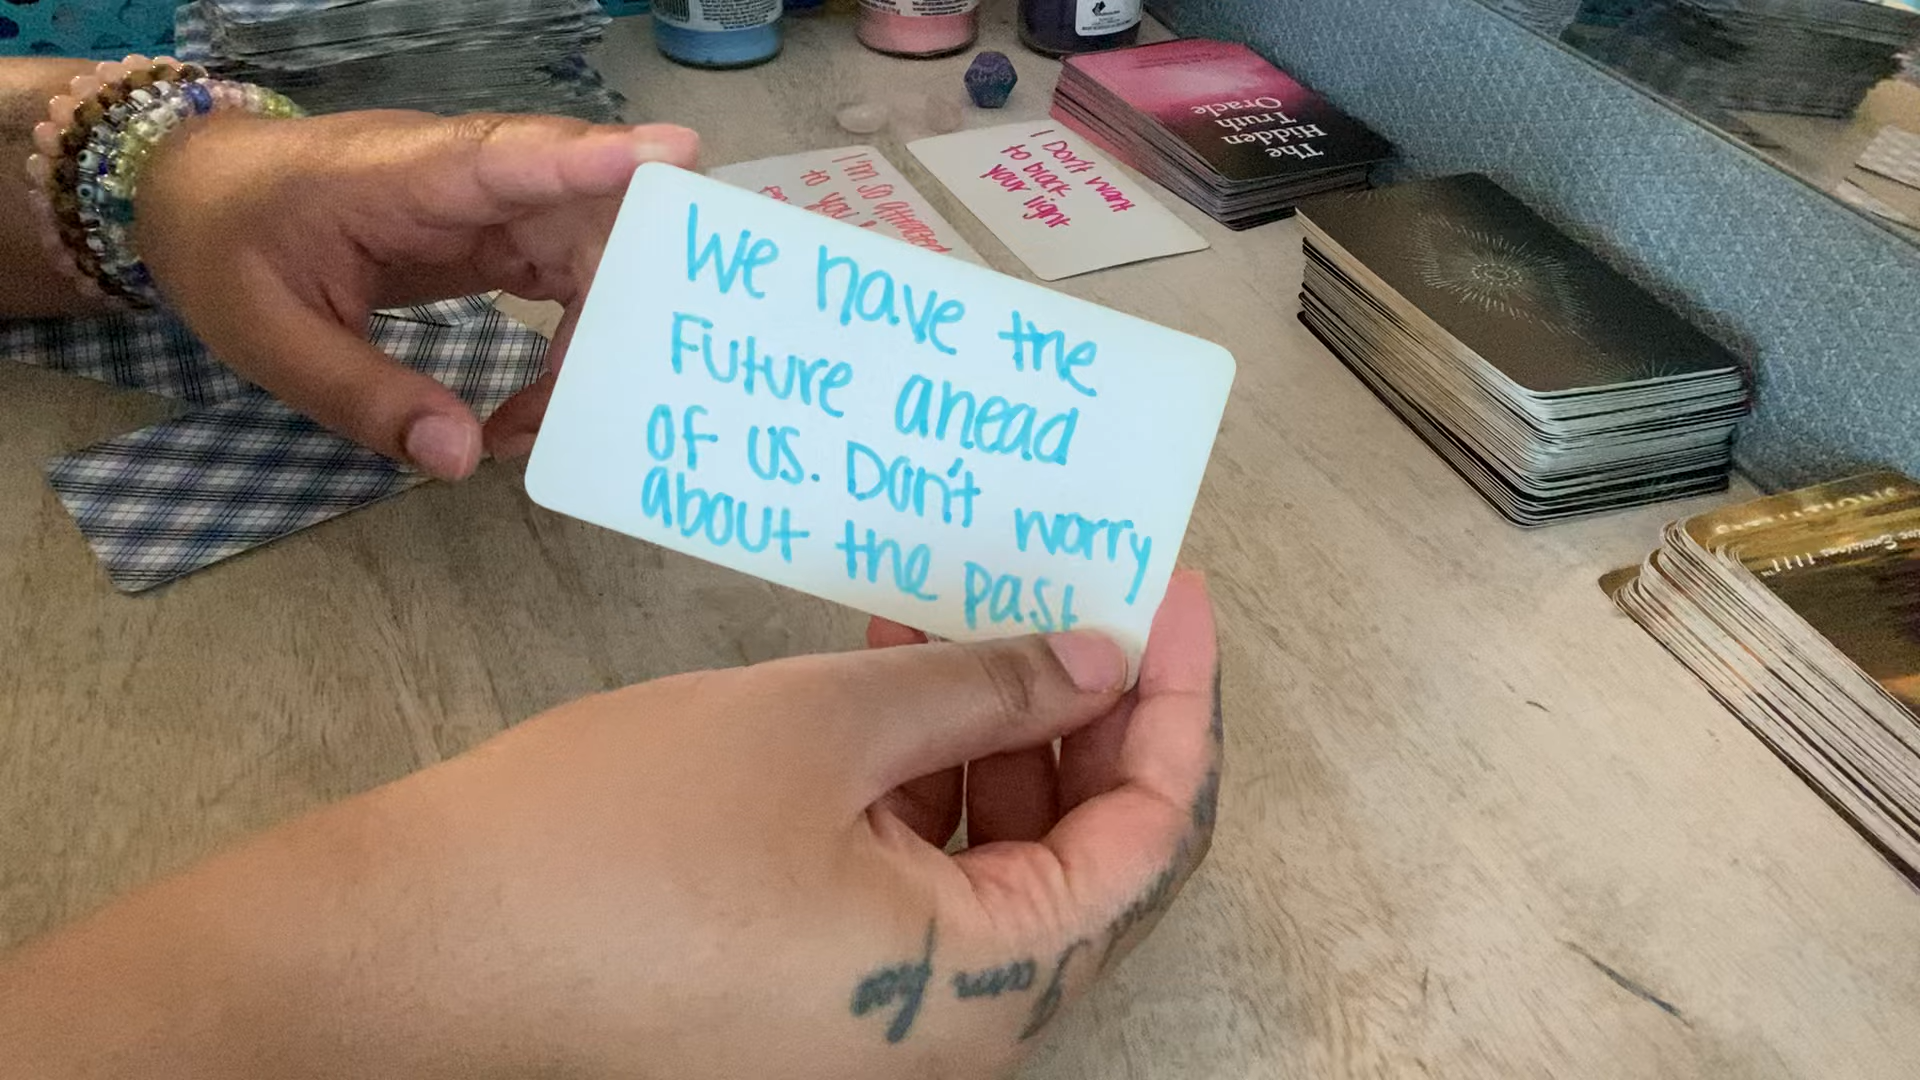 We have the
Future ahead
of us. Don't worry
about the past
I'm so attracted
to you
I Don't want
to block
your light
The
Hidden
Truth
Oracle
I am